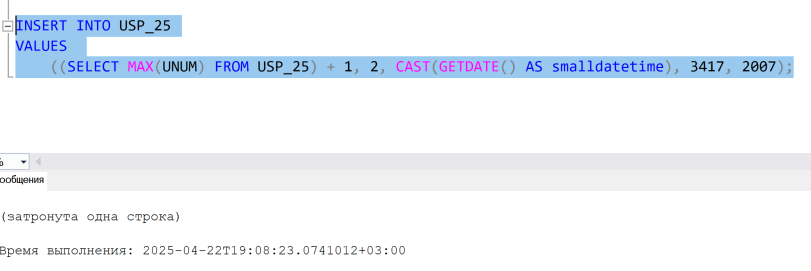 INSERT INTO USP_25
VALUES
((SELECT MAX(UNUM) FROM USP_25) + 1, 2, CAST(GETDATE() AS smalldatetime), 3417, 2007);
%
ообщения
(затронута одна строка)
Время выполнения: 2025-04-22T19:08:23.0741012+03:00